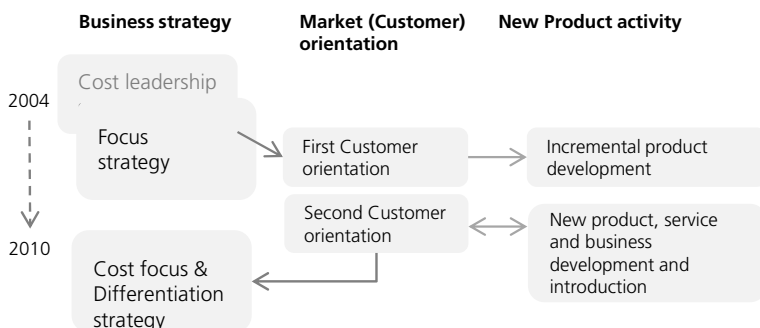 Business strategy
Market (Customer)
orientation
New Product activity
Cost leadership
2004
Focus
strategy
First Customer
orientation
Incremental product
development
Second Customer
orientation
New product, service
and business
development and
introduction
2010
Cost focus &
Differentiation
strategy